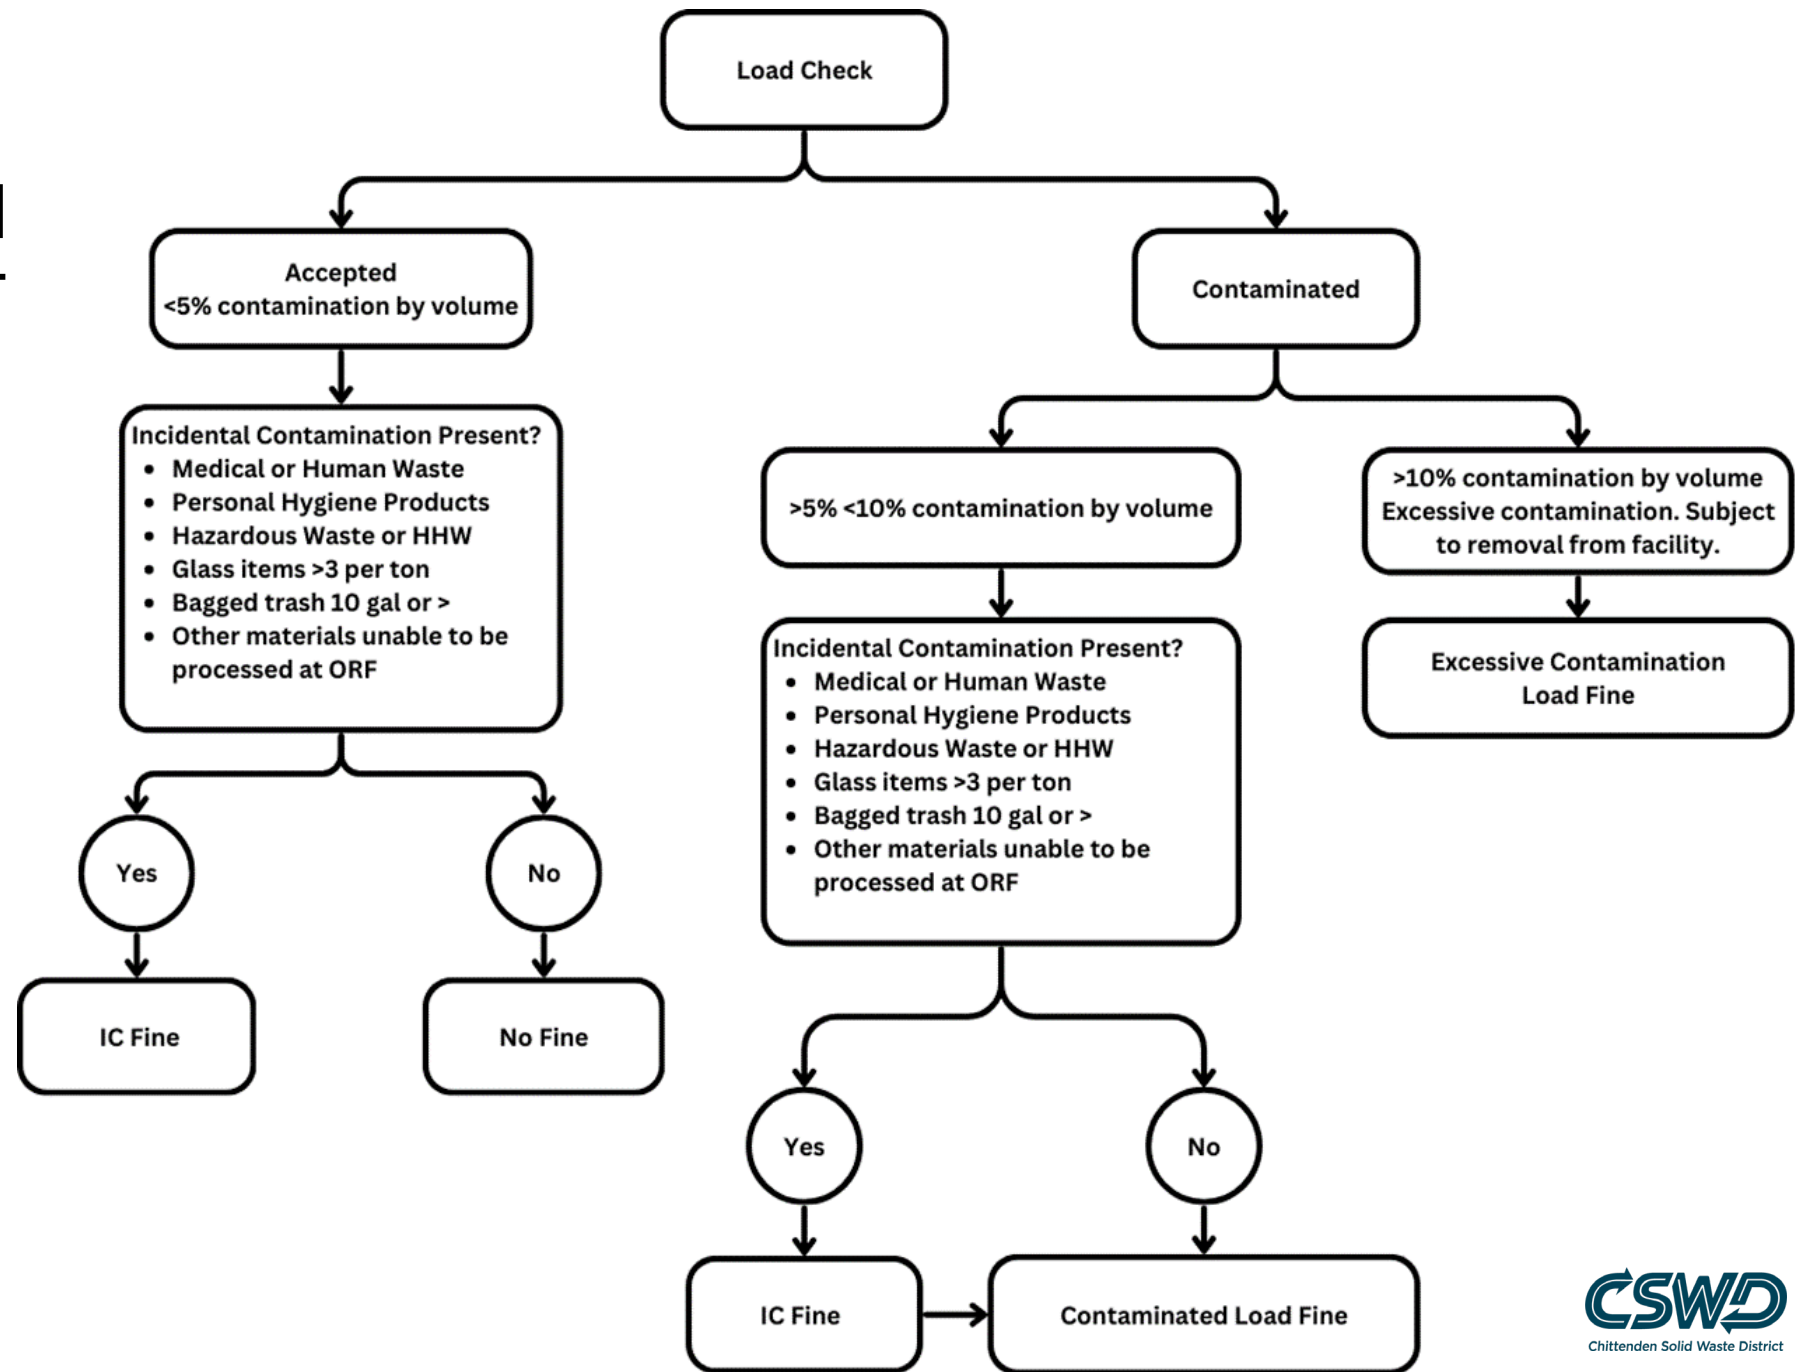 Load Check
Accepted
<5% contamination by volume
Contaminated
Incidental Contamination Present?
• Medical or Human Waste
• Personal Hygiene Products
• Hazardous Waste or HHW
• Glass items >3 per ton
• Bagged trash 10 gal or >
• Other materials unable to be
processed at ORF
>5% <10% contamination by volume
>10% contamination by volume
Excessive contamination. Subject
to removal from facility.
Incidental Contamination Present?
• Medical or Human Waste
• Personal Hygiene Products
• Hazardous Waste or HHW
• Glass items >3 per ton
• Bagged trash 10 gal or >
• Other materials unable to be
processed at ORF
Excessive Contamination
Load Fine
Yes
No
IC Fine
No Fine
Yes
No
IC Fine
Contaminated Load Fine
CSWD
Chittenden Solid Waste District